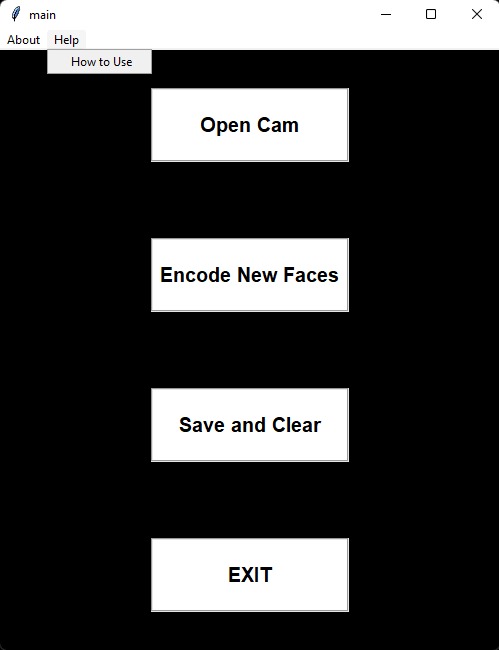 main
About Help
How to Use
Open Cam
Encode New Faces
Save and Clear
EXIT